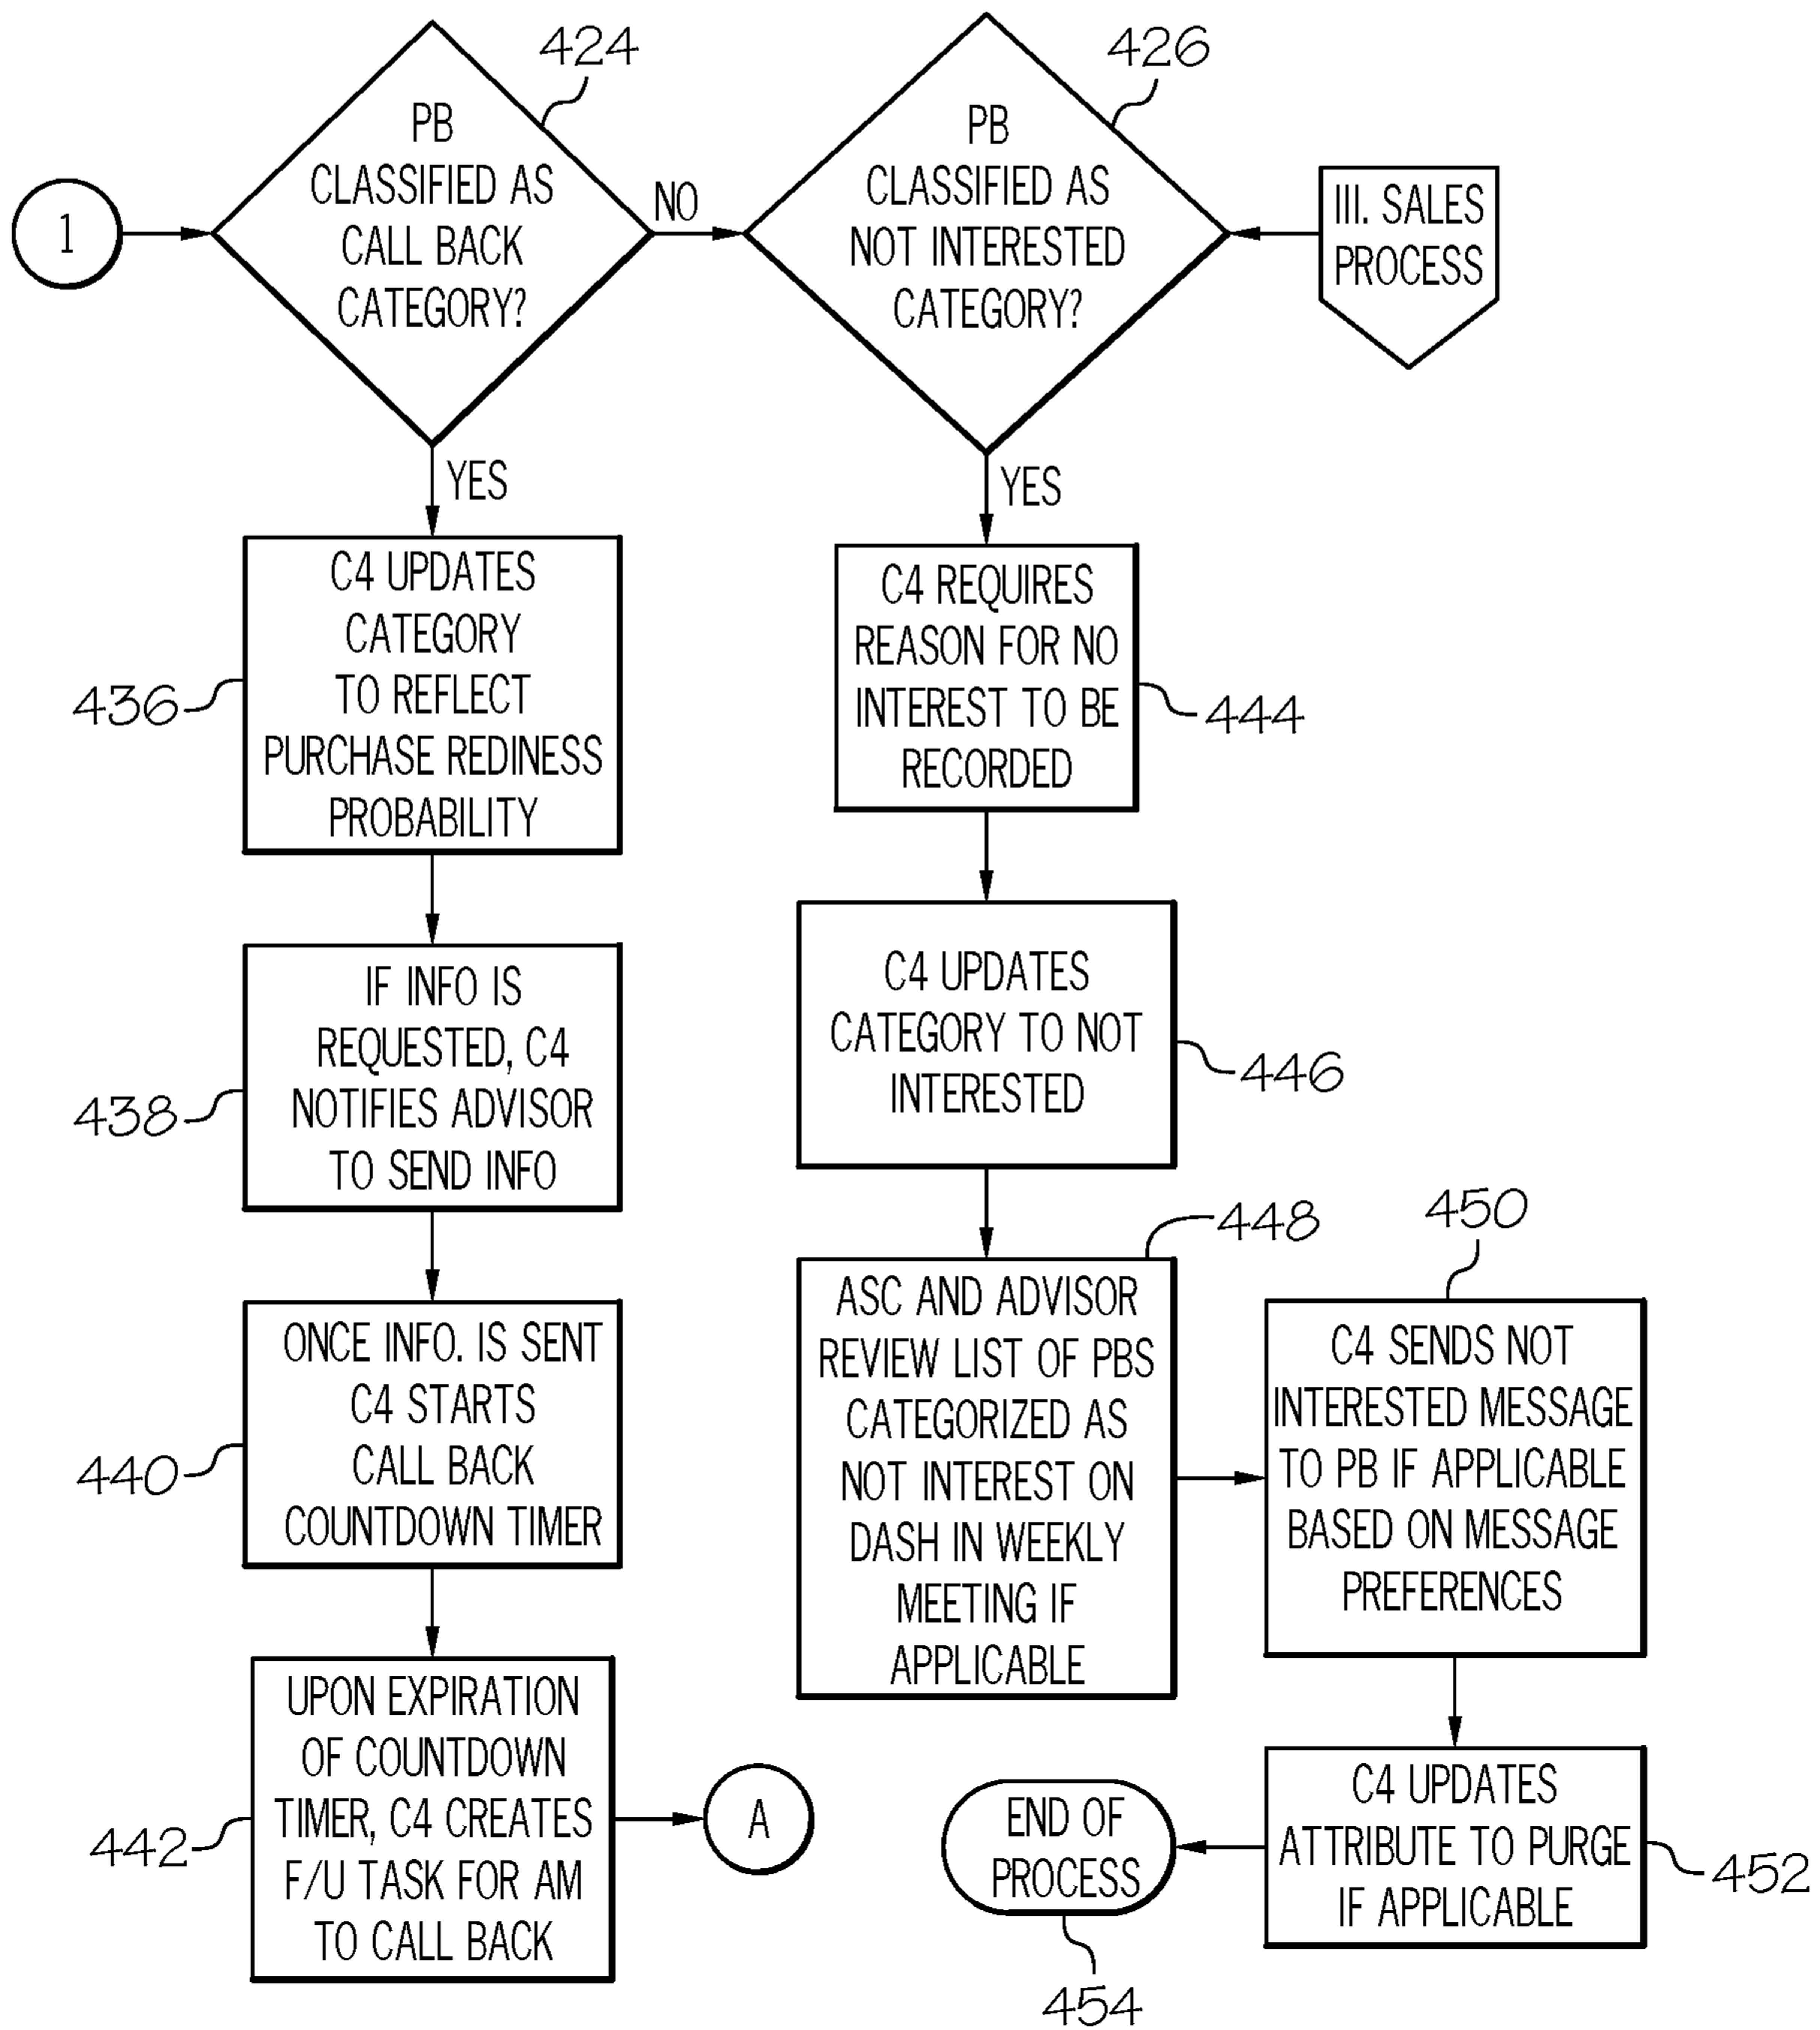 424
426
1
PB
CLASSIFIED AS
CALL BACK
CATEGORY?
NO
PB
CLASSIFIED AS
NOT INTERESTED
CATEGORY?
III. SALES
PROCESS
YES
YES
C4 UPDATES
CATEGORY
TO REFLECT
PURCHASE REDINESS
PROBABILITY
436
C4 REQUIRES
REASON FOR NO
INTEREST TO BE
RECORDED
444
IF INFO IS
REQUESTED, C4
NOTIFIES ADVISOR
TO SEND INFO
438
C4 UPDATES
CATEGORY TO NOT
INTERESTED
446
ONCE INFO. IS SENT
C4 STARTS
CALL BACK
COUNTDOWN TIMER
440
448
ASC AND ADVISOR
REVIEW LIST OF PBS
CATEGORIZED AS
NOT INTEREST ON
DASH IN WEEKLY
MEETING IF
APPLICABLE
450
C4 SENDS NOT
INTERESTED MESSAGE
TO PB IF APPLICABLE
BASED ON MESSAGE
PREFERENCES
UPON EXPIRATION
OF COUNTDOWN
TIMER, C4 CREATES
F/U TASK FOR AM
TO CALL BACK
442
A
END OF
PROCESS
454
C4 UPDATES
ATTRIBUTE TO PURGE
IF APPLICABLE
452